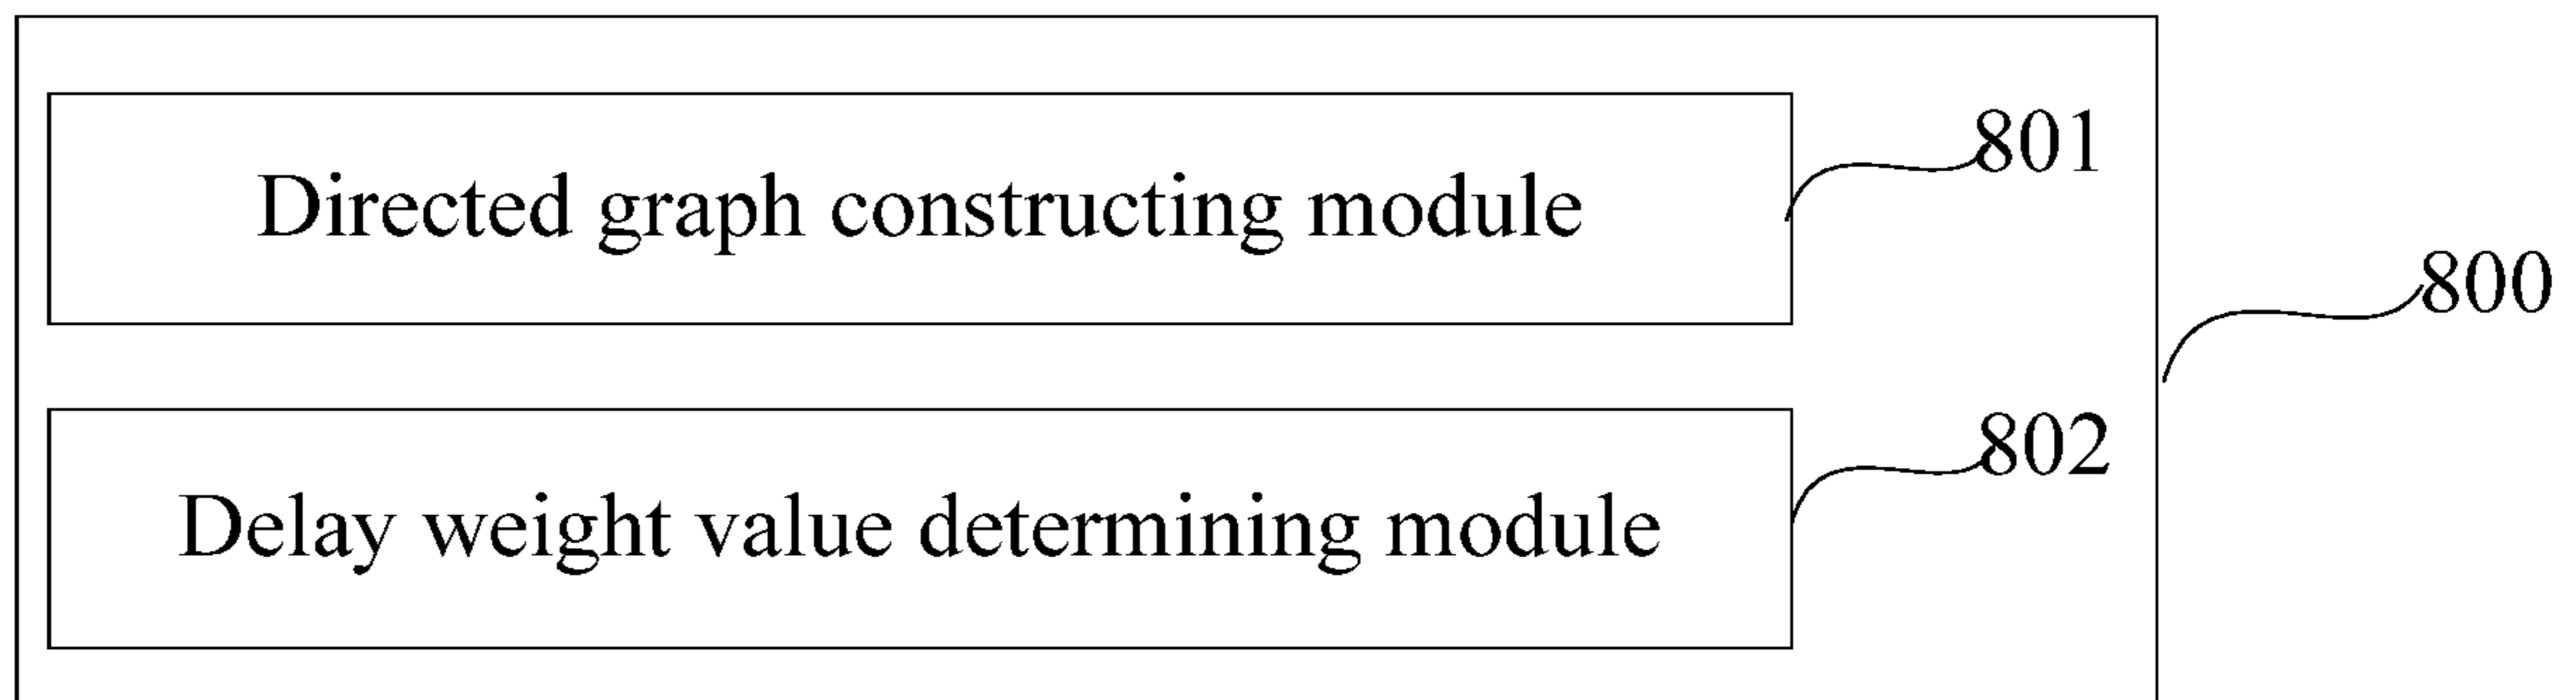 Directed graph constructing module
801
800
Delay weight value determining module
802